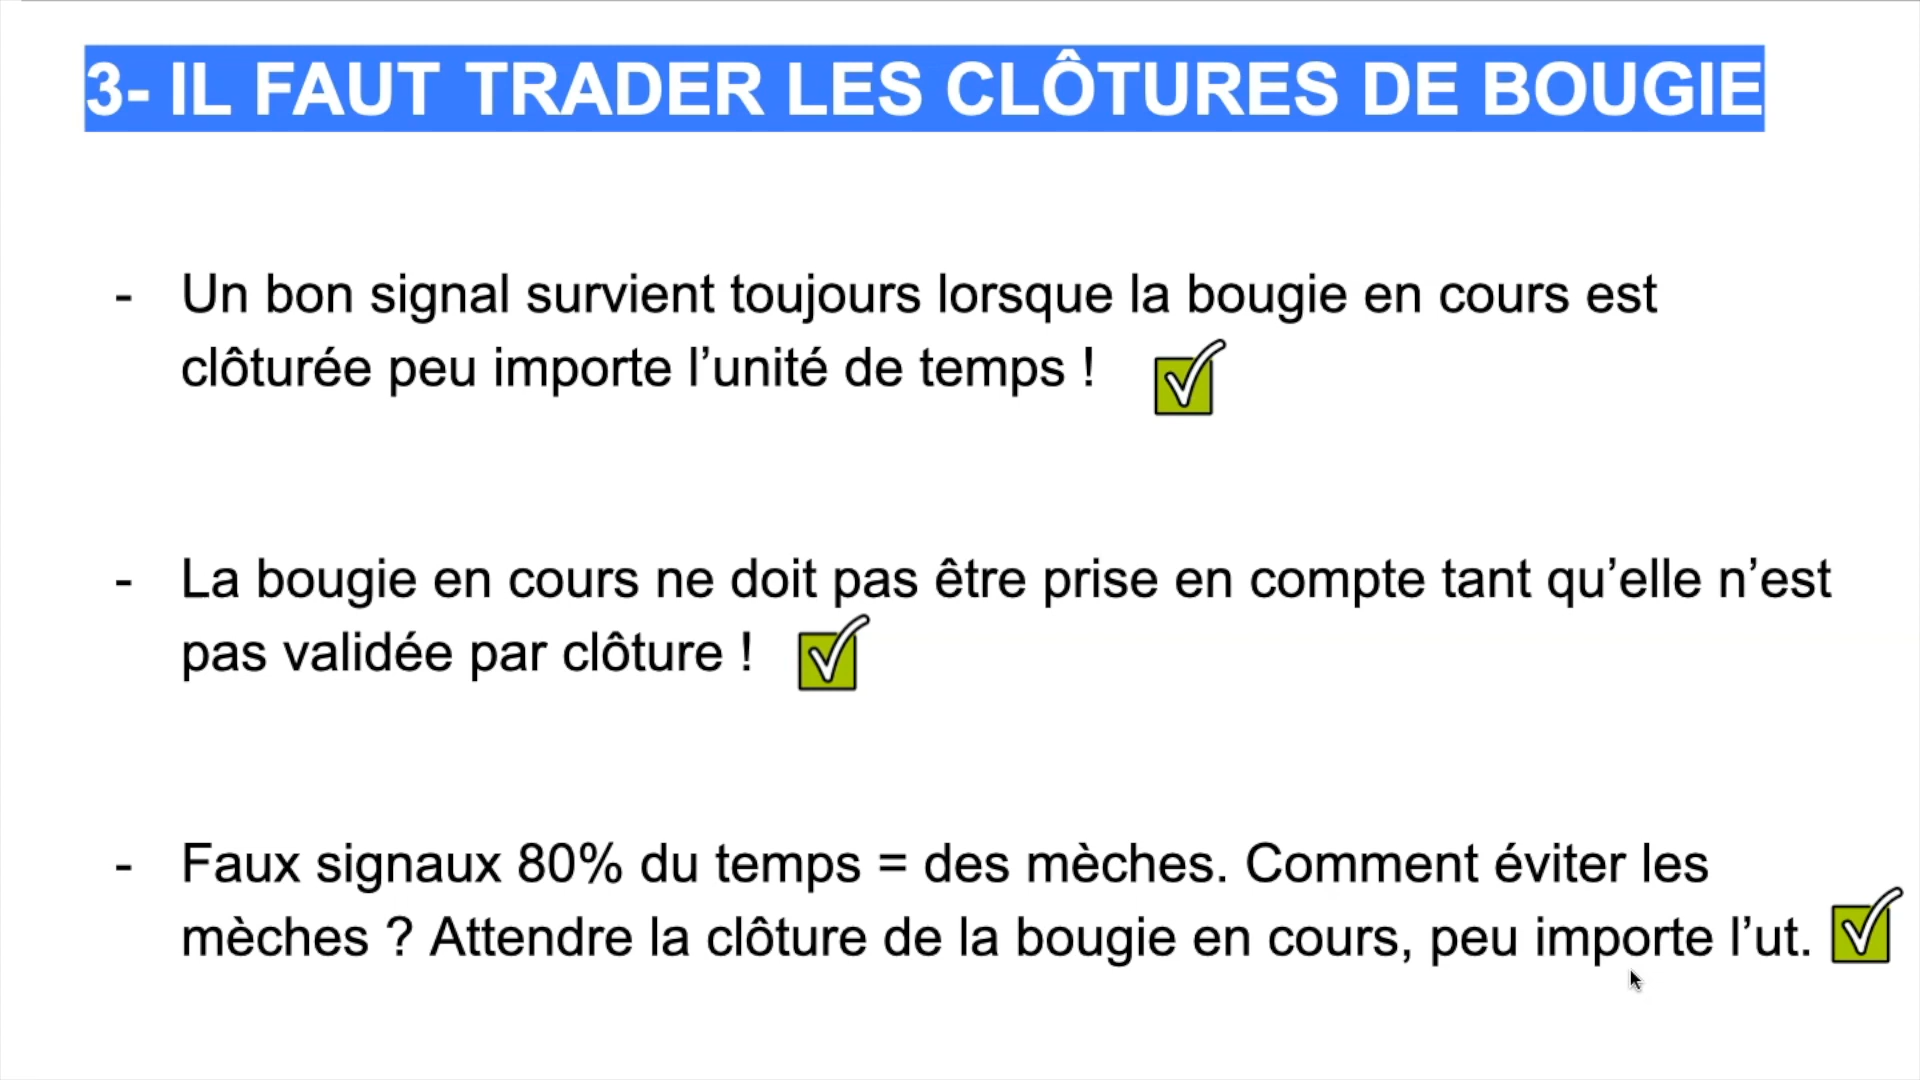 3- IL FAUT TRADER LES CLÔTURES DE BOUGIE
- Un bon signal survient toujours lorsque la bougie en cours est
clôturée peu importe l’unité de temps !
- La bougie en cours ne doit pas être prise en compte tant qu’elle n’est
pas validée par clôture !
- Faux signaux 80% du temps = des mèches. Comment éviter les
mèches ? Attendre la clôture de la bougie en cours, peu importe l’ut.